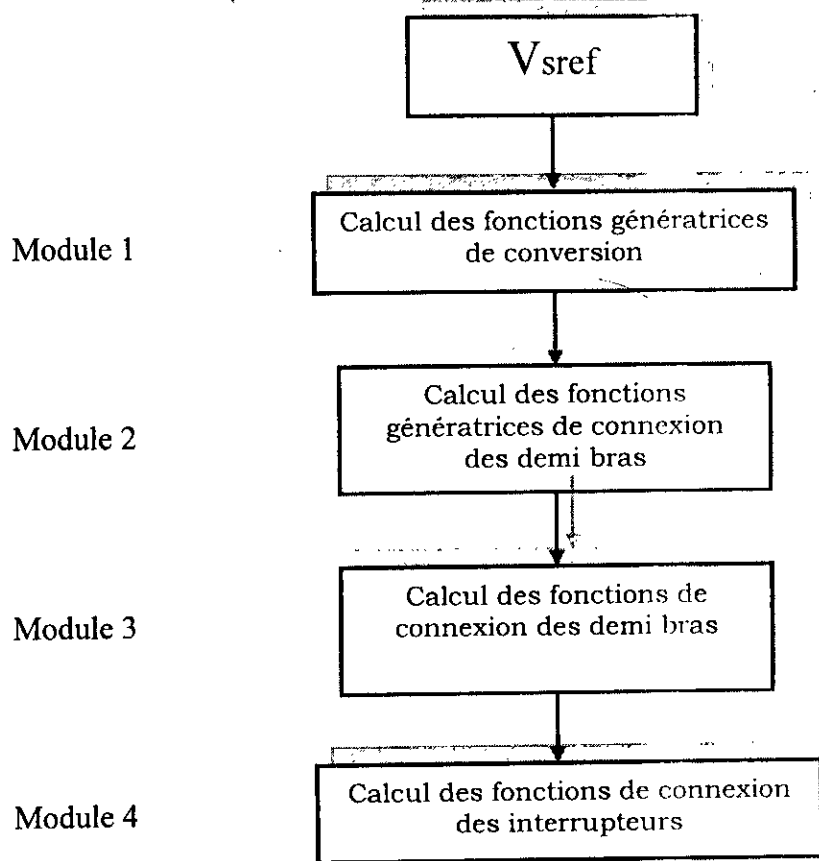 Vsref
Module 1
Calcul des fonctions génératrices
de conversion
Module 2
Calcul des fonctions
génératrices de connexion
des demi bras
Module 3
Calcul des fonctions de
connexion des demi bras
Module 4
Calcul des fonctions de connexion
des interrupteurs